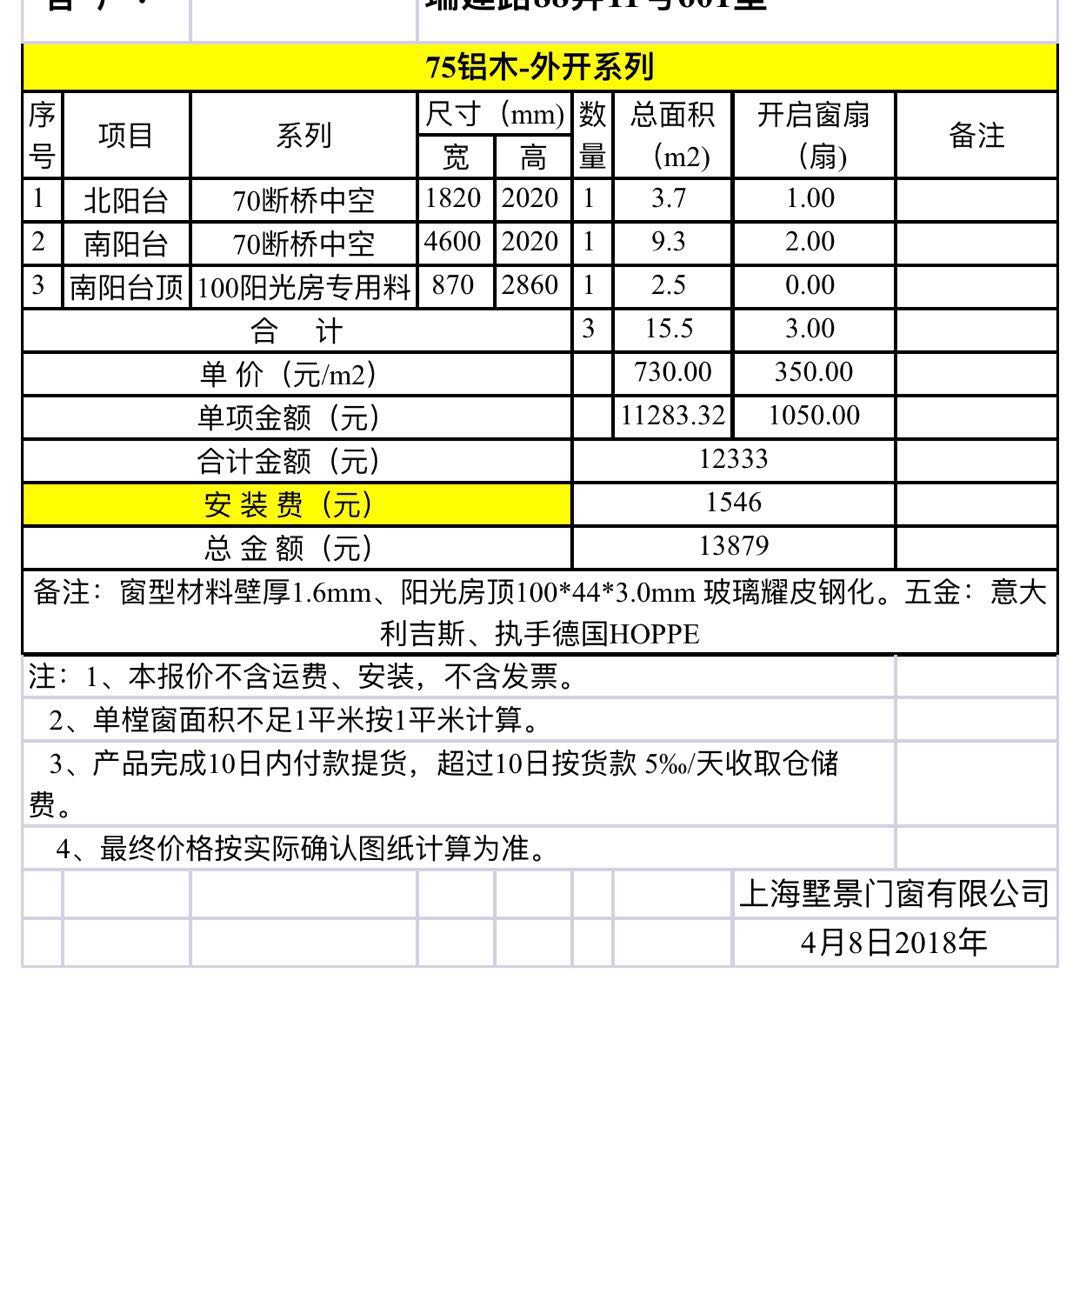 75铝木-外开系列
序号 项目 系列 尺寸（mm) 数量 总面积（m2) 开启窗扇（扇) 备注
宽 高
1 北阳台 70断桥中空 1820 2020 1 3.7 1.00
2 南阳台 70断桥中空 4600 2020 1 9.3 2.00
3 南阳台顶 100阳光房专用料 870 2860 1 2.5 0.00
合 计 3 15.5 3.00
单 价（元/m2） 730.00 350.00
单项金额（元） 11283.32 1050.00
合计金额（元） 12333
安 装 费（元） 1546
总 金 额（元） 13879
备注：窗型材料壁厚1.6mm、阳光房顶100*44*3.0mm 玻璃耀皮钢化。五金：意大
利吉斯、执手德国HOPPE
注：1、本报价不含运费、安装，不含发票。
2、单樘窗面积不足1平米按1平米计算。
3、产品完成10日内付款提货，超过10日按货款 5‰/天收取仓储
费。
4、最终价格按实际确认图纸计算为准。
上海墅景门窗有限公司
4月8日2018年